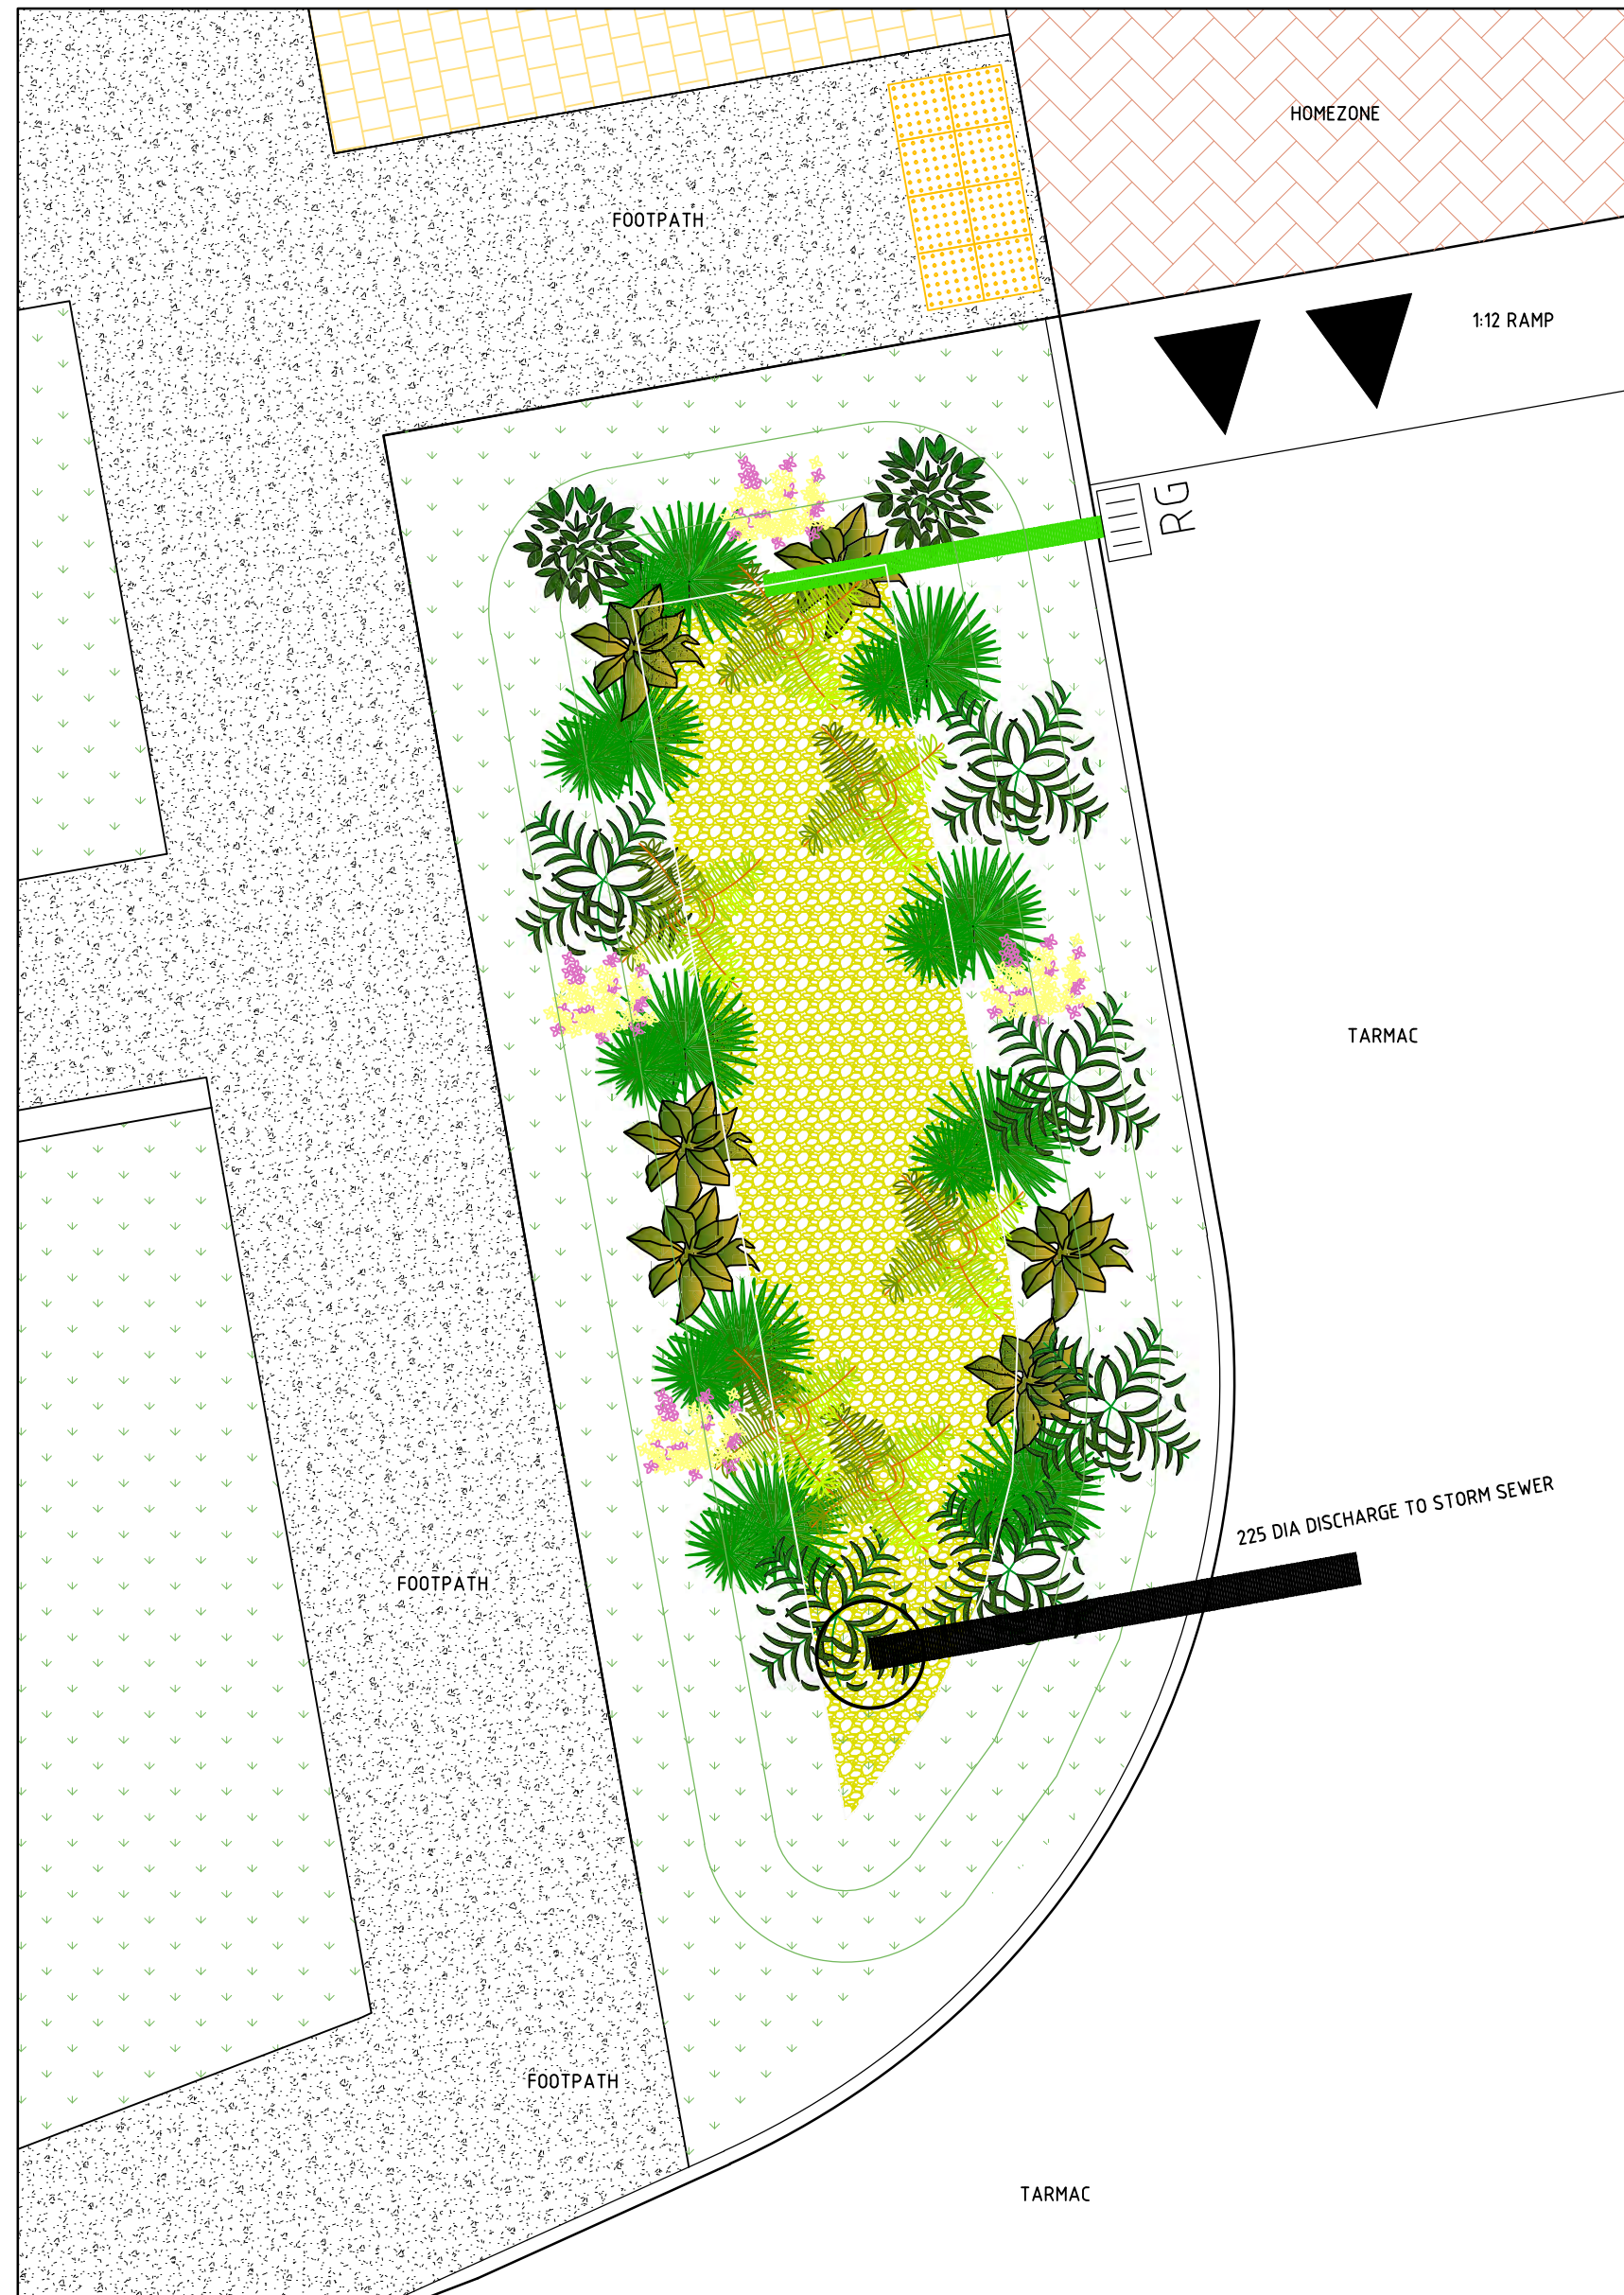 HOMEZONE
FOOTPATH
1:12 RAMP
RG
TARMAC
225 DIA DISCHARGE TO STORM SEWER
FOOTPATH
FOOTPATH
TARMAC